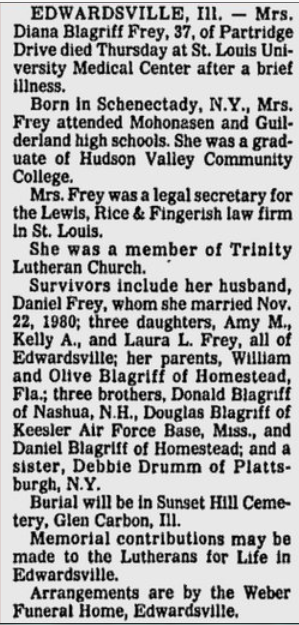 EDWARDSVILLE, Ill. — Mrs.
Diana Blagriff Frey, 37, of Partridge
Drive died Thursday at St. Louis Uni-
versity Medical Center after a brief
illness.
Born in Schenectady, N.Y., Mrs.
Frey attended Mohonasen and Guil-
derland high schools. She was a grad-
uate of Hudson Valley Community
College.
Mrs. Frey was a legal secretary for
the Lewis, Rice & Fingerish law firm
in St. Louis.
She was a member of Trinity
Lutheran Church.
Survivors include her husband,
Daniel Frey, whom she married Nov.
22, 1980; three daughters, Amy M.,
Kelly A., and Laura L. Frey, all of
Edwardsville; her parents, William
and Olive Blagriff of Homestead,
Fla.; three brothers, Donald Blagriff
of Nashua, N.H., Douglas Blagriff of
Keesler Air Force Base, Miss., and
Daniel Blagriff of Homestead; and a
sister, Debbie Drumm of Platts-
burgh, N.Y.
Burial will be in Sunset Hill Ceme-
tery, Glen Carbon, Ill.
Memorial contributions may be
made to the Lutherans for Life in
Edwardsville.
Arrangements are by the Weber
Funeral Home, Edwardsville.